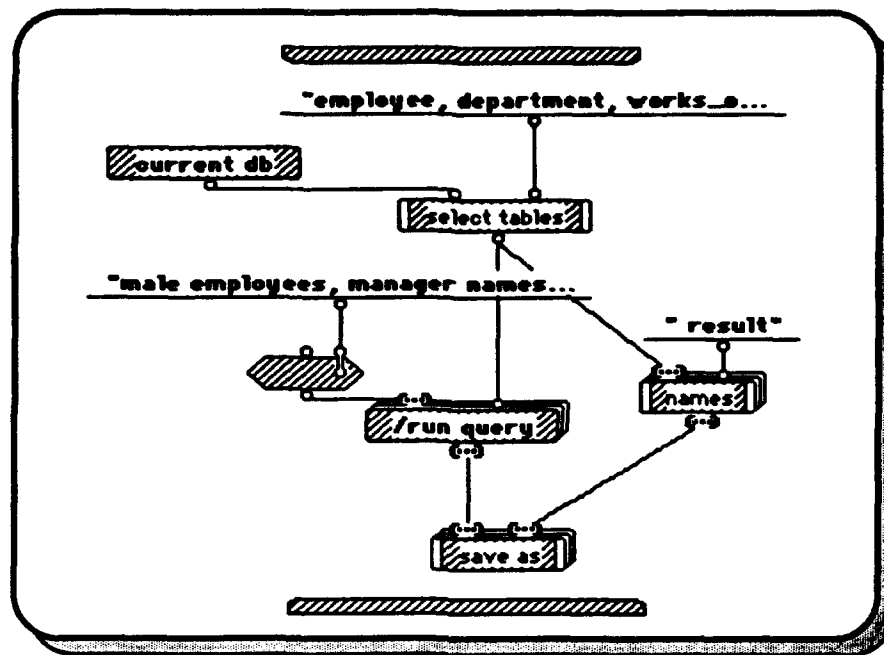 "employee, department, works_o...
current db
select tables
"male employees, manager names...
" result"
names
/run query
save as